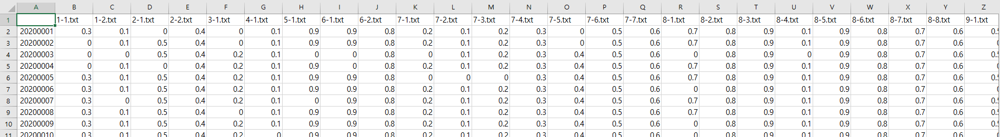 A B C D E F G H I J K L M N O P Q R S T U V W X Y Z
1 1-1.txt 1-2.txt 2-1.txt 2-2.txt 3-1.txt 4-1.txt 5-1.txt 6-1.txt 6-2.txt 7-1.txt 7-2.txt 7-3.txt 7-4.txt 7-5.txt 7-6.txt 7-7.txt 8-1.txt 8-2.txt 8-3.txt 8-4.txt 8-5.txt 8-6.txt 8-7.txt 8-8.txt 9-1.txt
2 20200001 0.3 0.1 0 0.4 0 0.1 0.9 0.9 0.8 0.2 0.1 0.2 0.3 0 0.5 0.6 0.7 0.8 0.9 0.1 0.9 0.8 0.7 0.6 0.5
3 20200002 0 0.1 0.5 0.4 0 0.1 0.9 0.9 0.8 0.2 0.1 0.2 0.3 0 0.5 0.6 0.7 0.8 0.9 0.1 0.9 0.8 0.7 0.6 0
4 20200003 0 0 0.5 0.4 0.2 0.1 0 0 0.8 0 0.1 0.2 0.3 0.4 0.5 0.6 0 0.8 0.9 0 0.9 0.8 0.7 0.6 0.5
5 20200004 0 0.1 0 0.4 0.2 0.1 0.9 0 0.8 0.2 0.1 0.2 0.3 0.4 0.5 0.6 0.7 0.8 0.9 0.1 0.9 0.8 0.7 0.6 0
6 20200005 0.3 0.1 0.5 0.4 0.2 0.1 0.9 0.9 0.8 0 0 0 0.3 0.4 0.5 0.6 0.7 0.8 0.9 0.1 0.9 0.8 0.7 0.6 0.5
7 20200006 0.3 0.1 0.5 0.4 0.2 0.1 0.9 0.9 0.8 0.2 0.1 0.2 0.3 0.4 0.5 0.6 0 0.8 0.9 0.1 0.9 0.8 0.7 0.6 0
8 20200007 0.3 0 0.5 0.4 0.2 0.1 0 0.9 0.8 0.2 0.1 0.2 0.3 0.4 0.5 0.6 0.7 0.8 0.9 0.1 0.9 0.8 0.7 0.6 0.5
9 20200008 0.3 0.1 0.5 0.4 0 0.1 0.9 0.9 0.8 0.2 0.1 0.2 0.3 0.4 0.5 0.6 0.7 0.8 0.9 0.1 0.9 0.8 0.7 0.6 0.5
10 20200009 0.3 0.1 0.5 0.4 0.2 0.1 0.9 0.9 0.8 0.2 0.1 0.2 0.3 0.4 0.5 0.6 0 0.8 0.9 0.1 0.9 0.8 0.7 0.6 0.5
11 20200010 0.3 0.1 0.5 0.4 0.2 0 0.9 0.9 0.8 0.2 0.1 0.2 0.3 0.4 0.5 0.6 0 0.8 0.9 0.1 0.9 0.8 0.7 0.6